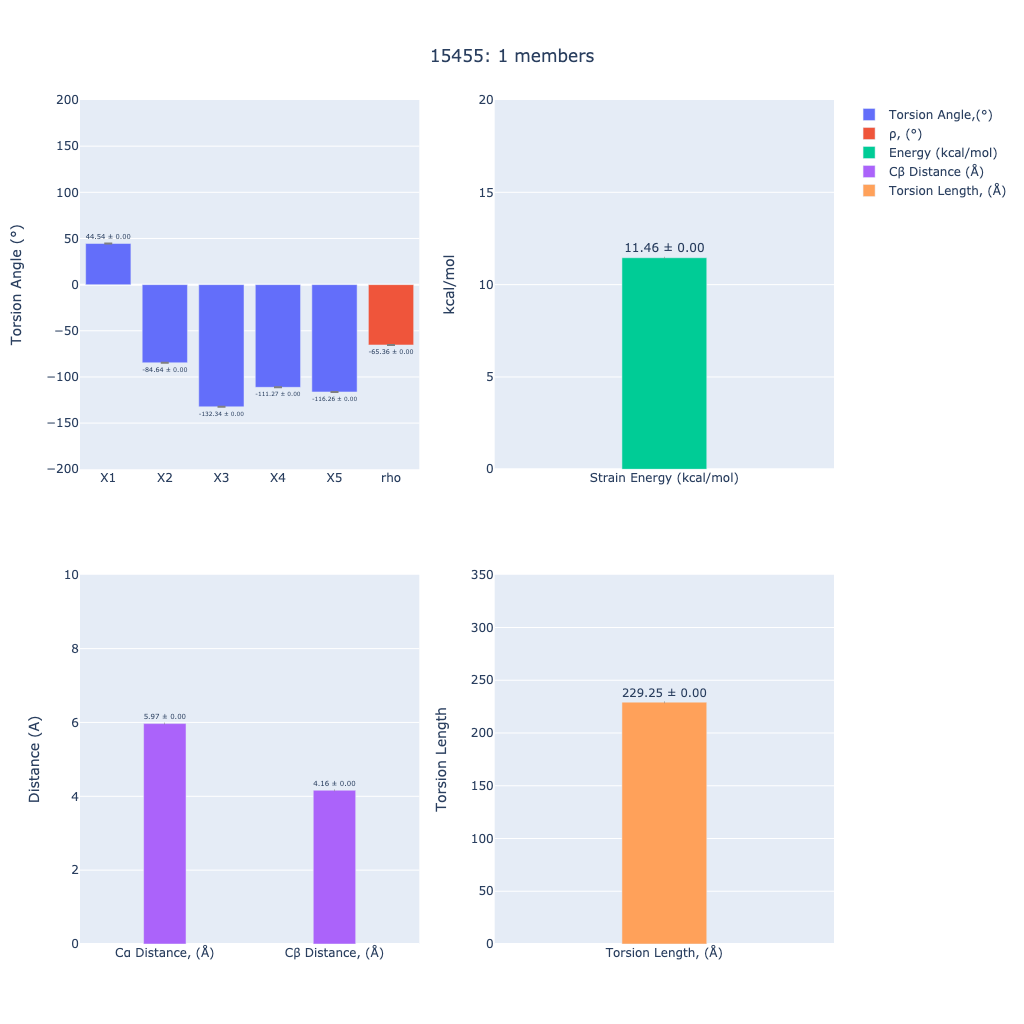 15455: 1 members
Torsion Angle (°)
200
150
100
50
0
−50
−100
−150
−200
44.54 ± 0.00
-84.64 ± 0.00
-132.34 ± 0.00
-111.27 ± 0.00
-116.26 ± 0.00
-65.36 ± 0.00
X1 X2 X3 X4 X5 rho
kcal/mol
20
15
10
5
0
11.46 ± 0.00
Strain Energy (kcal/mol)
Torsion Angle,(°)
ρ, (°)
Energy (kcal/mol)
Cβ Distance (Å)
Torsion Length, (Å)
Distance (A)
10
8
6
4
2
0
5.97 ± 0.00
4.16 ± 0.00
Cα Distance, (Å) Cβ Distance, (Å)
Torsion Length
350
300
250
200
150
100
50
0
229.25 ± 0.00
Torsion Length, (Å)